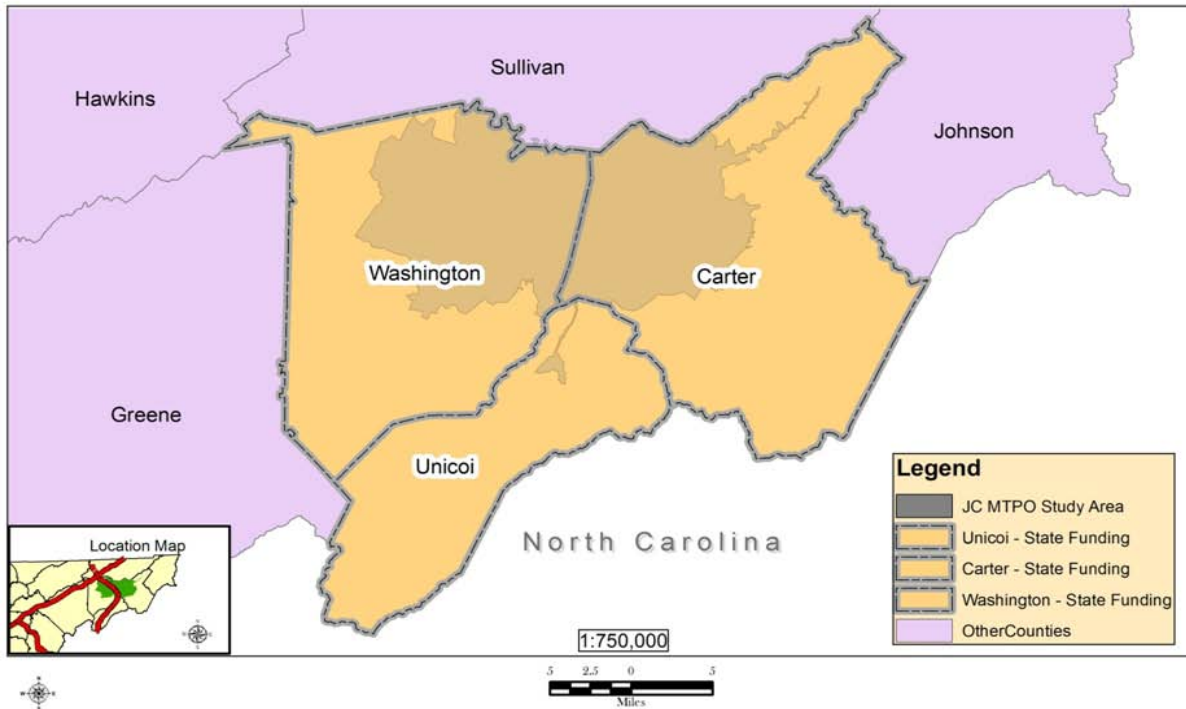 Sullivan
Hawkins
Johnson
Washington
Carter
Greene
Unicoi
North Carolina
Legend
JC MTPO Study Area
Unicoi - State Funding
Carter - State Funding
Washington - State Funding
OtherCounties
Location Map
1:750,000
5 2.5 0 5
Miles